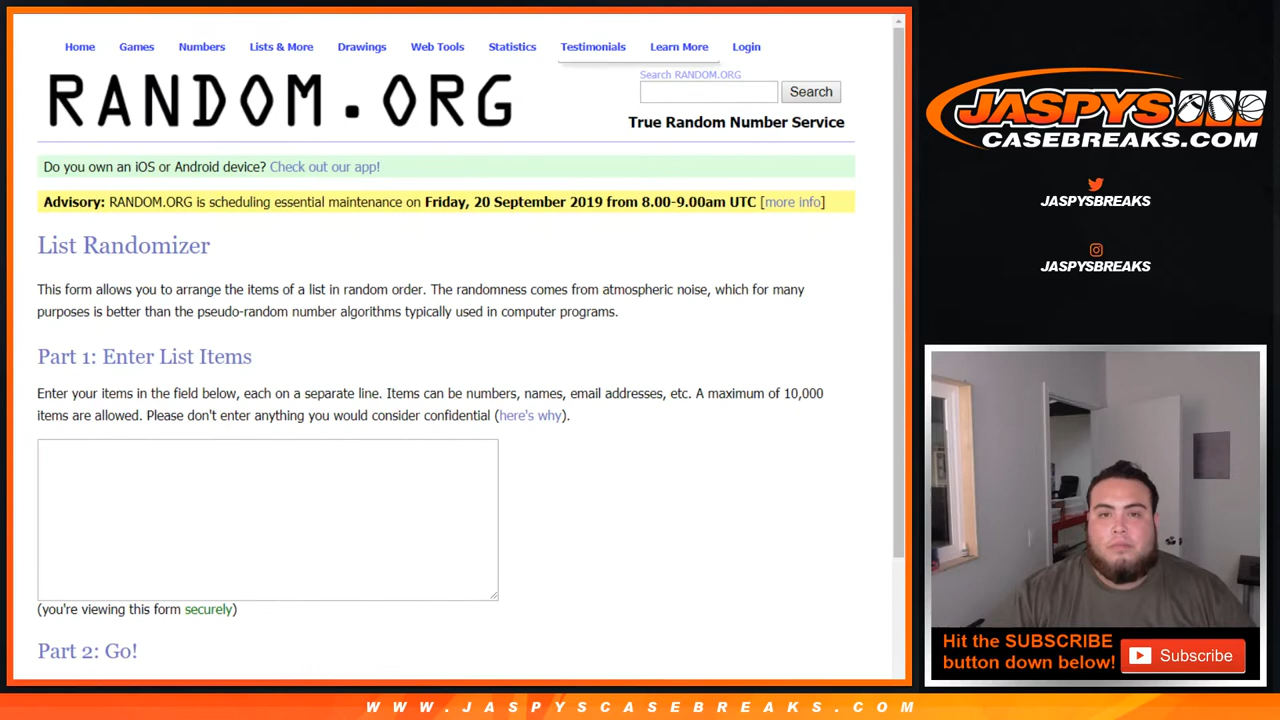 Home Games Numbers Lists & More Drawings Web Tools Statistics Testimonials Learn More Login
RANDOM.ORG
Search RANDOM.ORG
Search
True Random Number Service
Do you own an iOS or Android device? Check out our app!
Advisory: RANDOM.ORG is scheduling essential maintenance on Friday, 20 September 2019 from 8.00-9.00am UTC [more info]
List Randomizer
This form allows you to arrange the items of a list in random order. The randomness comes from atmospheric noise, which for many
purposes is better than the pseudo-random number algorithms typically used in computer programs.
Part 1: Enter List Items
Enter your items in the field below, each on a separate line. Items can be numbers, names, email addresses, etc. A maximum of 10,000
items are allowed. Please don't enter anything you would consider confidential (here's why).
(you're viewing this form securely)
Part 2: Go!
JASPYS
CASEBREAKS.COM
JASPYSBREAKS
JASPYSBREAKS
Hit the SUBSCRIBE
button down below!
Subscribe
WWW.JASPYSCASEBREAKS.COM